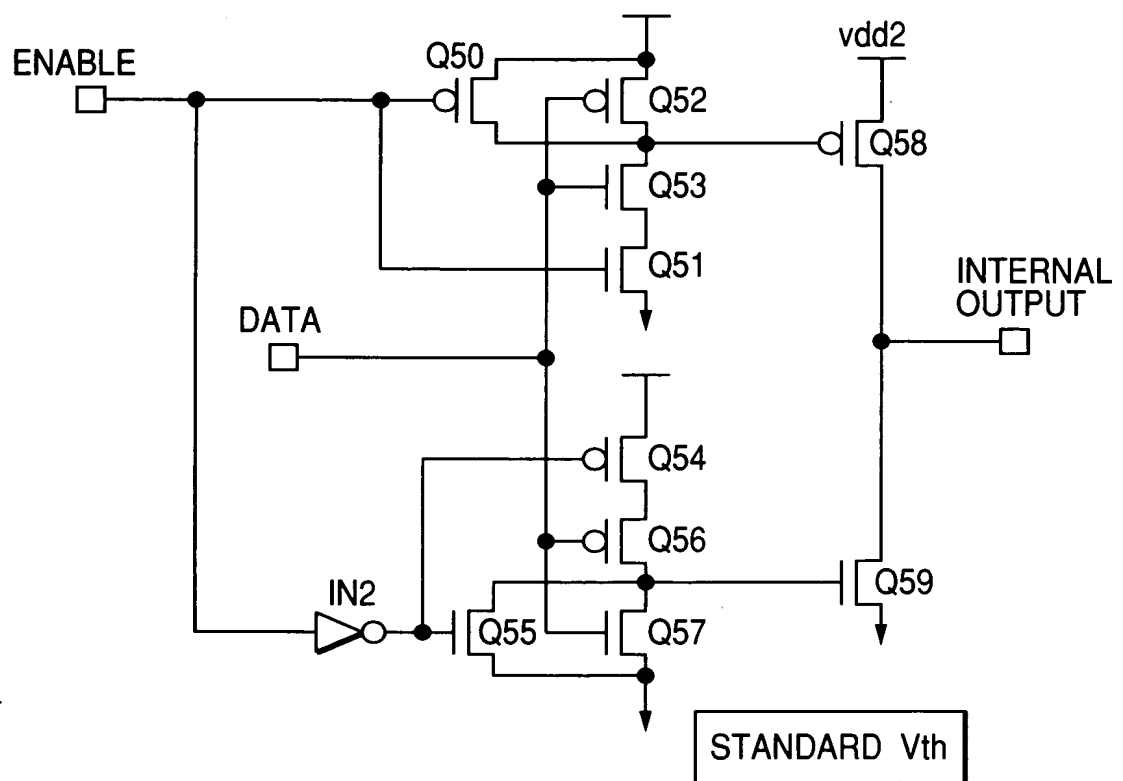 vdd2
ENABLE
Q50
Q52
Q58
Q53
Q51
INTERNAL
OUTPUT
DATA
Q54
Q56
IN2
Q55
Q57
Q59
STANDARD Vth